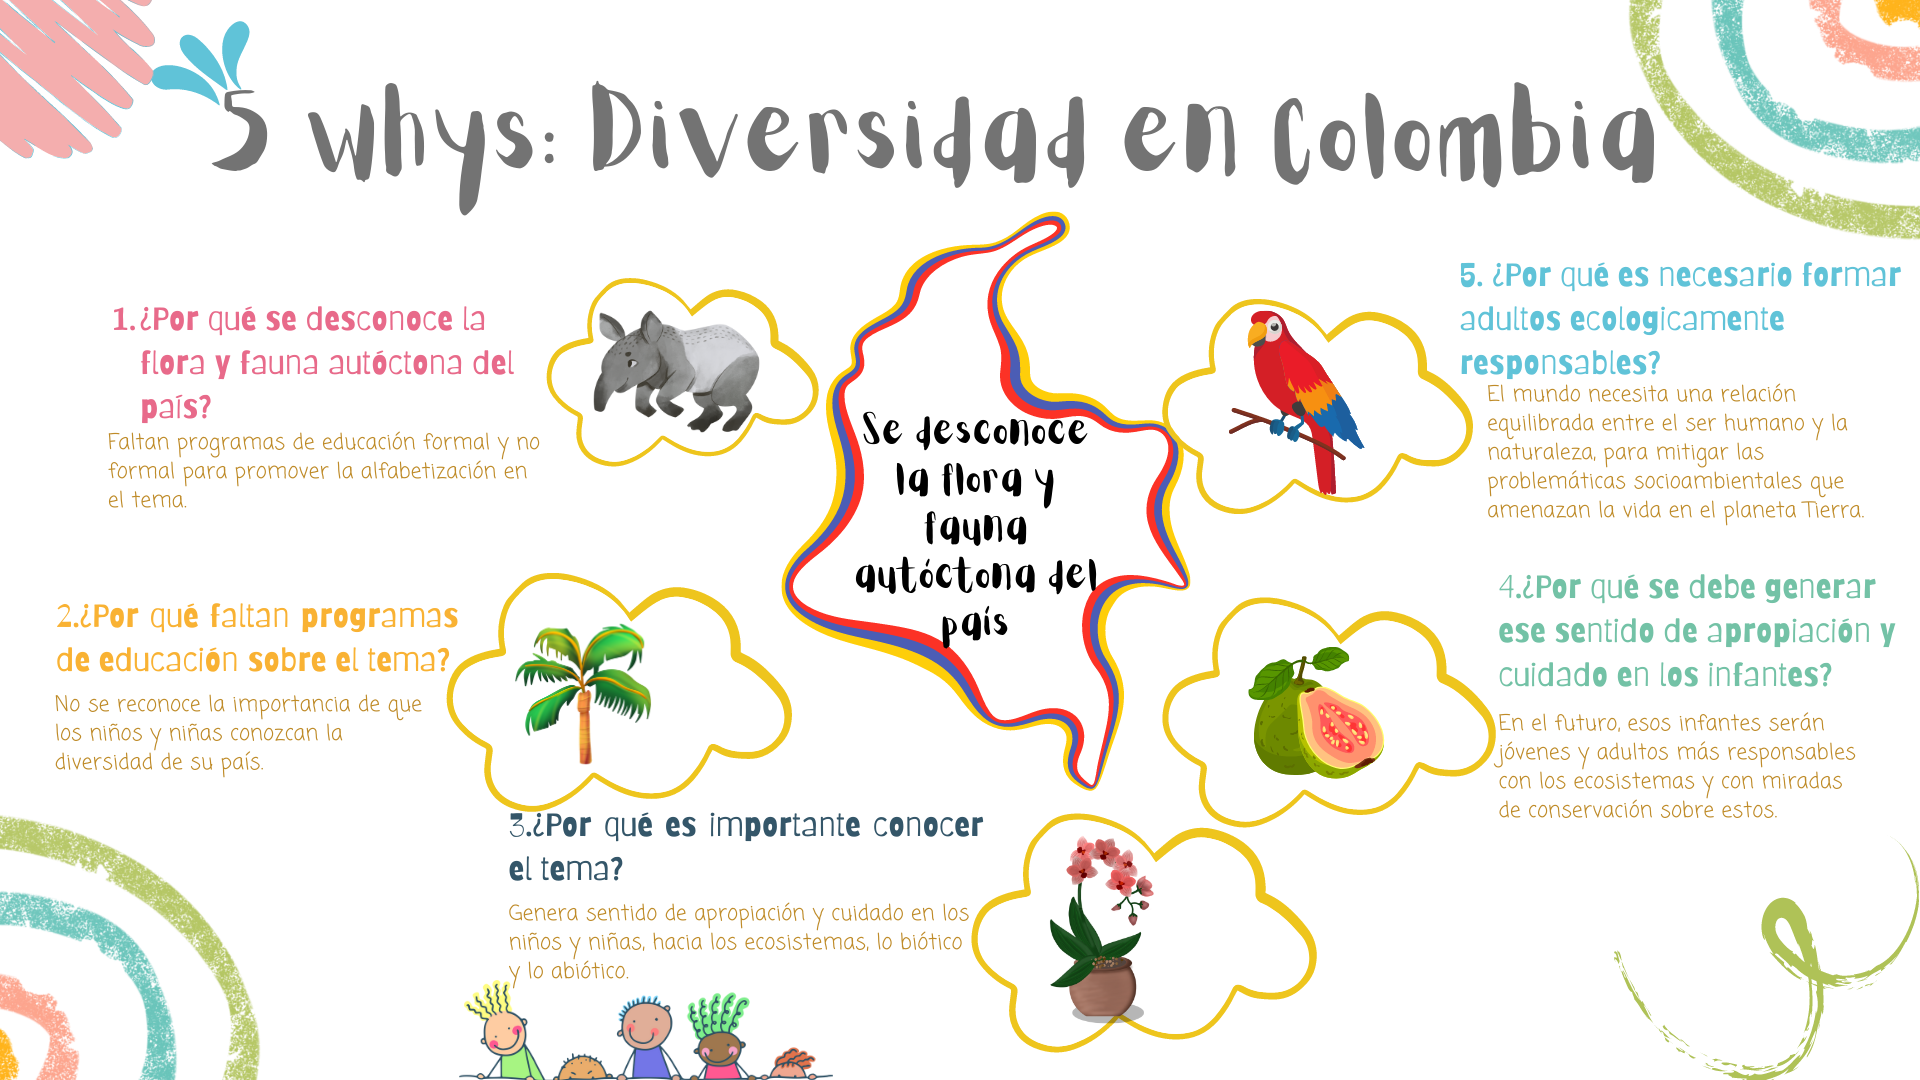 5 whys: Diversidad en Colombia
1. ¿Por qué se desconoce la
flora y fauna autóctona del
país?
Faltan programas de educación formal y no
formal para promover la alfabetización en
el tema.
2.¿Por qué faltan programas
de educación sobre el tema?
No se reconoce la importancia de que
los niños y niñas conozcan la
diversidad de su país.
3.¿Por qué es importante conocer
el tema?
Genera sentido de apropiación y cuidado en los
niños y niñas, hacia los ecosistemas, lo biótico
y lo abiótico.
Se desconoce
la flora y
fauna
autóctona del
país
5. ¿Por qué es necesario formar
adultos ecologicamente
responsables?
El mundo necesita una relación
equilibrada entre el ser humano y la
naturaleza, para mitigar las
problemáticas socioambientales que
amenazan la vida en el planeta Tierra.
4.¿Por qué se debe generar
ese sentido de apropiación y
cuidado en los infantes?
En el futuro, esos infantes serán
jóvenes y adultos más responsables
con los ecosistemas y con miradas
de conservación sobre estos.